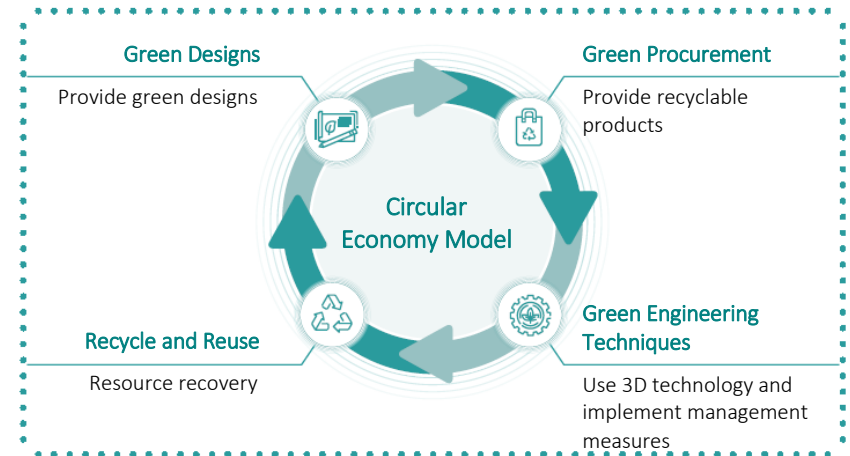 Green Designs
Provide green designs
Green Procurement
Provide recyclable
products
Circular
Economy Model
Recycle and Reuse
Resource recovery
Green Engineering
Techniques
Use 3D technology and
implement management
measures